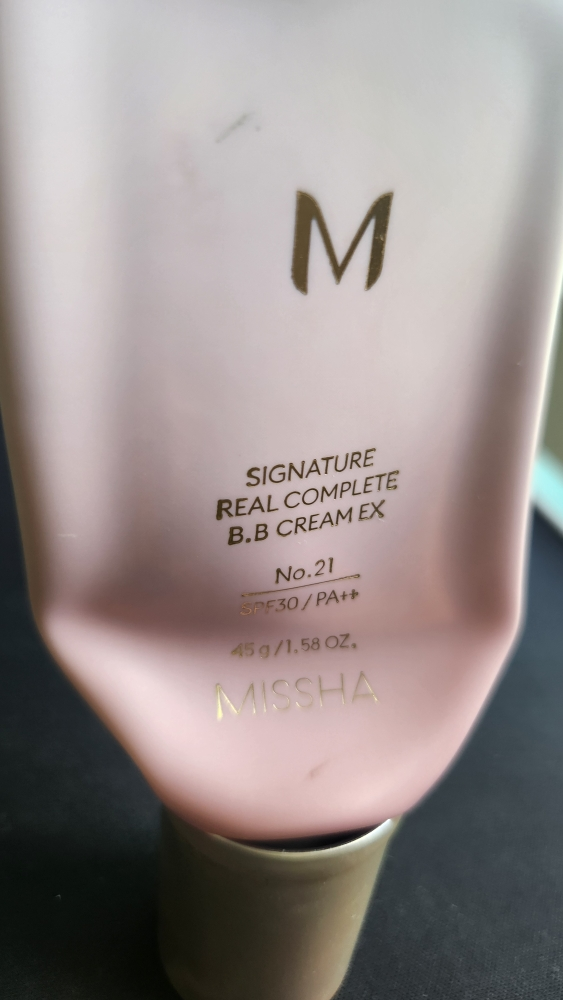 M
SIGNATURE
REAL COMPLETE
B.B CREAM EX
No.21
SPF30 / PA++
45 g / 1.58 OZ.
MISSHA